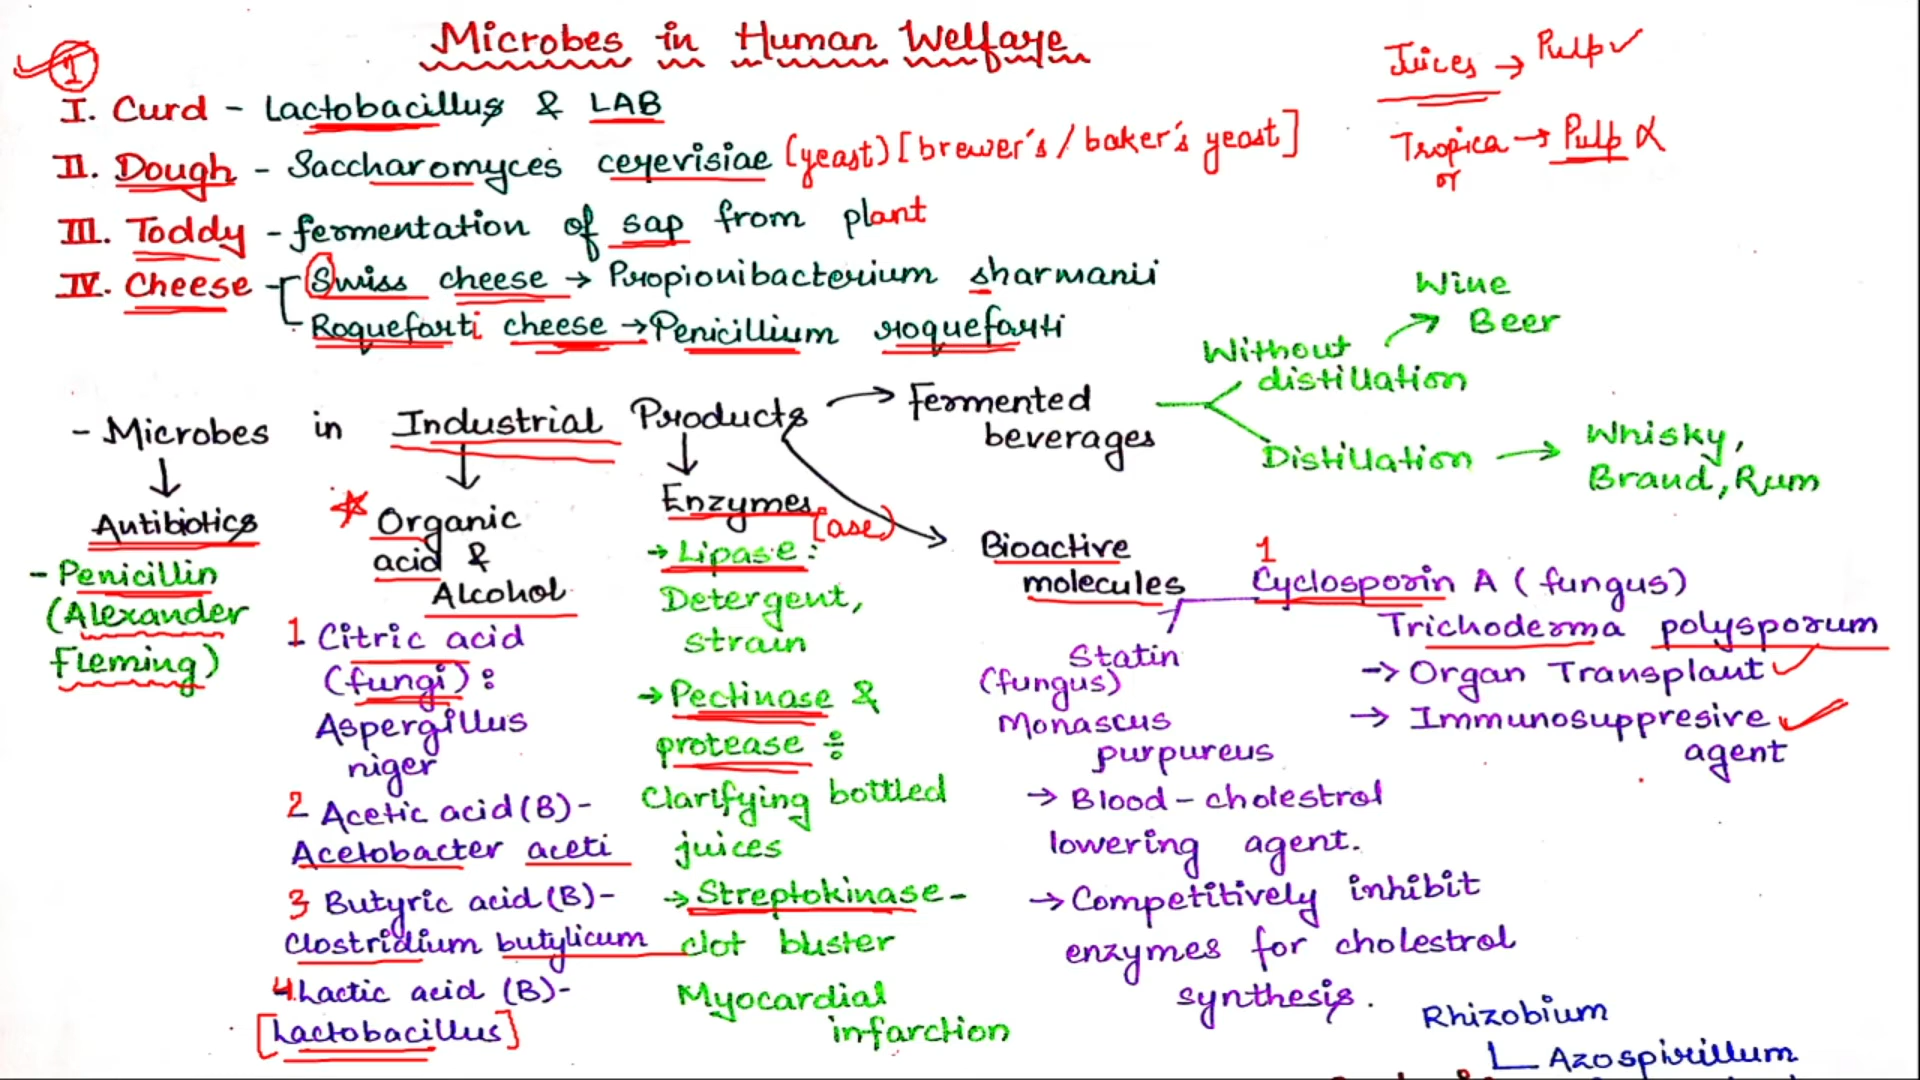 Microbes in Human Welfare
1
I. Curd - Lactobacillus & LAB
II. Dough - Saccharomyces cerevisiae (yeast) [brewer's / baker's yeast]
III. Toddy - fermentation of sap from plant
IV. Cheese - Swiss cheese → Propionibacterium sharmanii
Roqueforti cheese → Penicillium roqueforti
Juices → Pulp ✓
Tropica → Pulp
or
- Microbes in Industrial Products → Fermented
beverages
Without
distillation
Wine
Beer
Distillation → Whisky,
Brand, Rum
Antibiotics
- Penicillin
(Alexander
Fleming)
Organic
acid &
Alcohol
1 Citric acid
(fungi):
Aspergillus
niger
2 Acetic acid (B) -
Acetobacter aceti
3 Butyric acid (B) -
Clostridium butylicum
4. Lactic acid (B) -
[Lactobacillus]
Enzymes (ase)
→ Lipase:
Detergent,
strain
→ Pectinase &
protease ÷
Clarifying bottled
juices
→ Streptokinase -
clot bluster
Myocardial
infarction
Bioactive
molecules
1
Cyclosporin A (fungus)
Trichoderma polysporum
→ Organ Transplant ✓
→ Immunosuppresive ✓
agent
Statin
(fungus)
Monascus
purpureus
→ Blood - cholestrol
lowering agent.
→ Competitively inhibit
enzymes for cholestrol
synthesis.
Rhizobium
Azospirillum